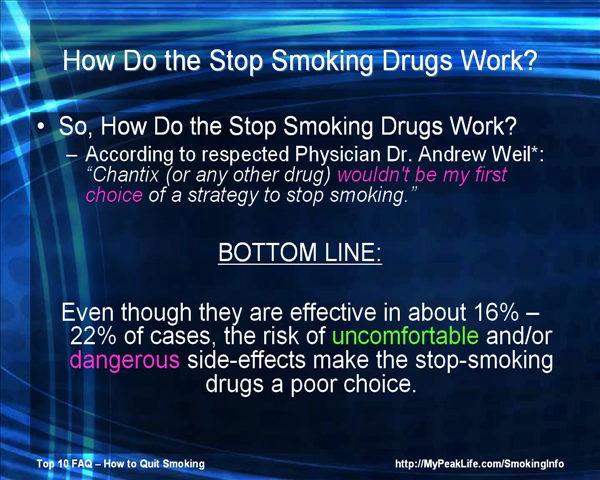 How Do the Stop Smoking Drugs Work?
• So, How Do the Stop Smoking Drugs Work?
– According to respected Physician Dr. Andrew Weil*:
“Chantix (or any other drug) wouldn't be my first
choice of a strategy to stop smoking.”
BOTTOM LINE:
Even though they are effective in about 16% –
22% of cases, the risk of uncomfortable and/or
dangerous side-effects make the stop-smoking
drugs a poor choice.
Top 10 FAQ – How to Quit Smoking
http://MyPeakLife.com/SmokingInfo